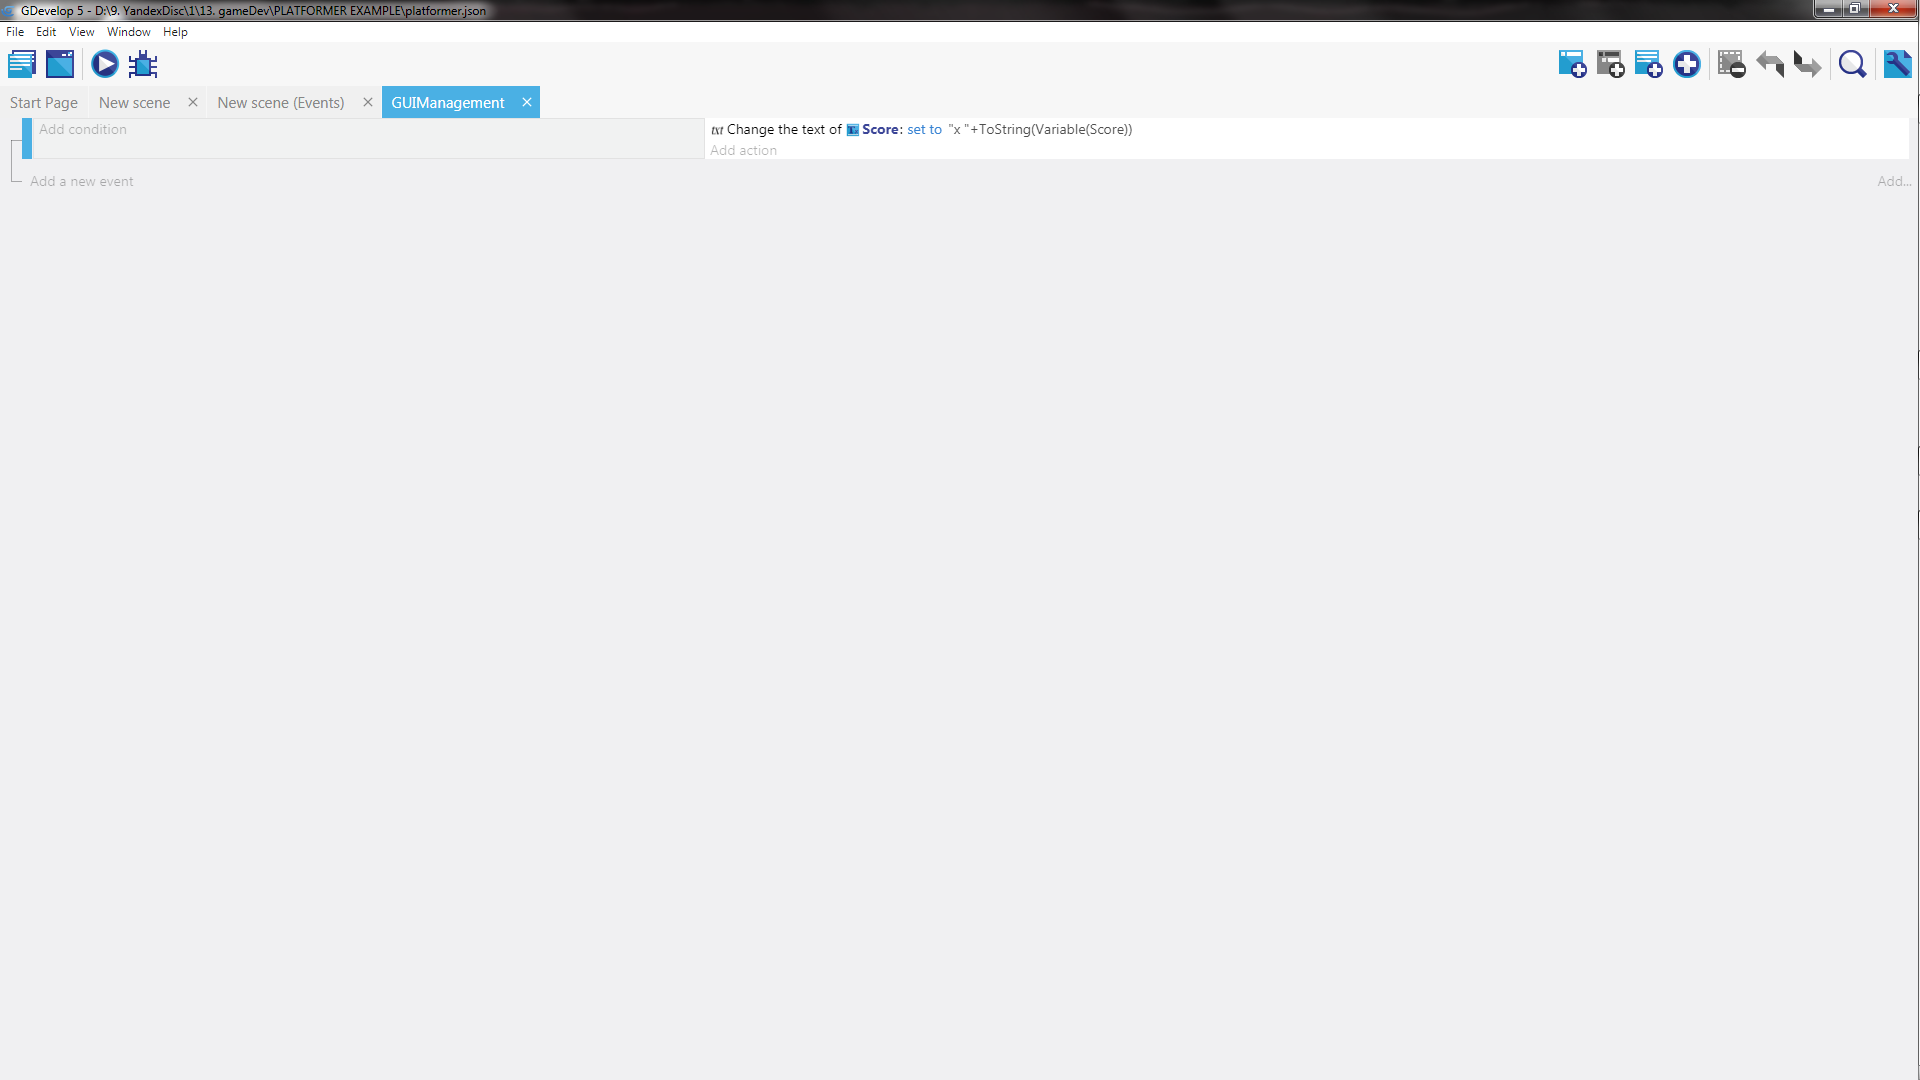 GDevelop 5 - D:\9. YandexDisc\1\13. gameDev\PLATFORMER EXAMPLE\platformer.json
File Edit View Window Help
Start Page New scene New scene (Events) GUIManagement
Add condition
txt Change the text of Score: set to "x "+ToString(Variable(Score))
Add action
Add a new event Add...